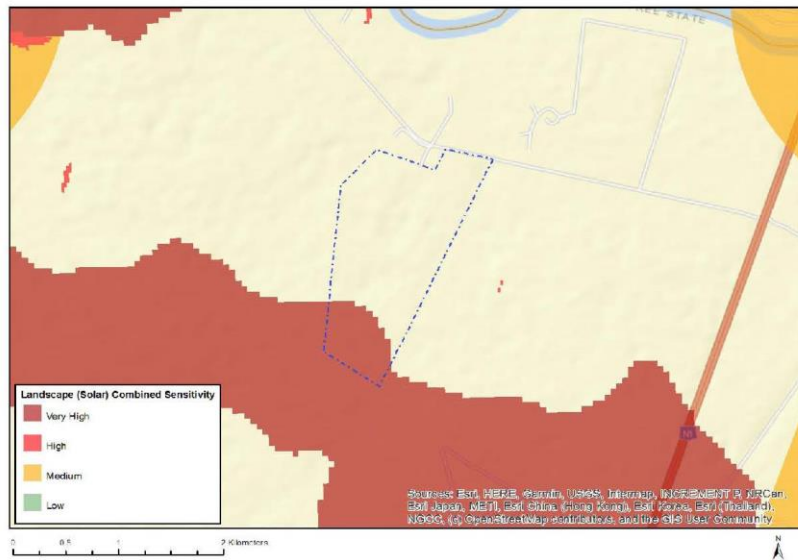 REE STATE
Landscape (Solar) Combined Sensitivity
Very High
High
Medium
Low
Sources: Esri, HERE, Garmin, USGS, Intermap, INCREMENT P, NRCan,
Esri Japan, METI, Esri China (Hong Kong), Esri Korea, Esri (Thailand),
NGCC, (c) OpenStreetMap contributors, and the GIS User Community
0 0.5 1 2 Kilometers
N